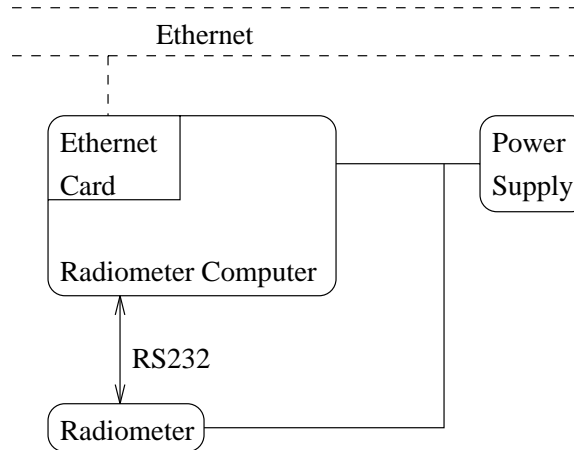 Ethernet
Ethernet
Card
Power
Supply
Radiometer Computer
RS232
Radiometer